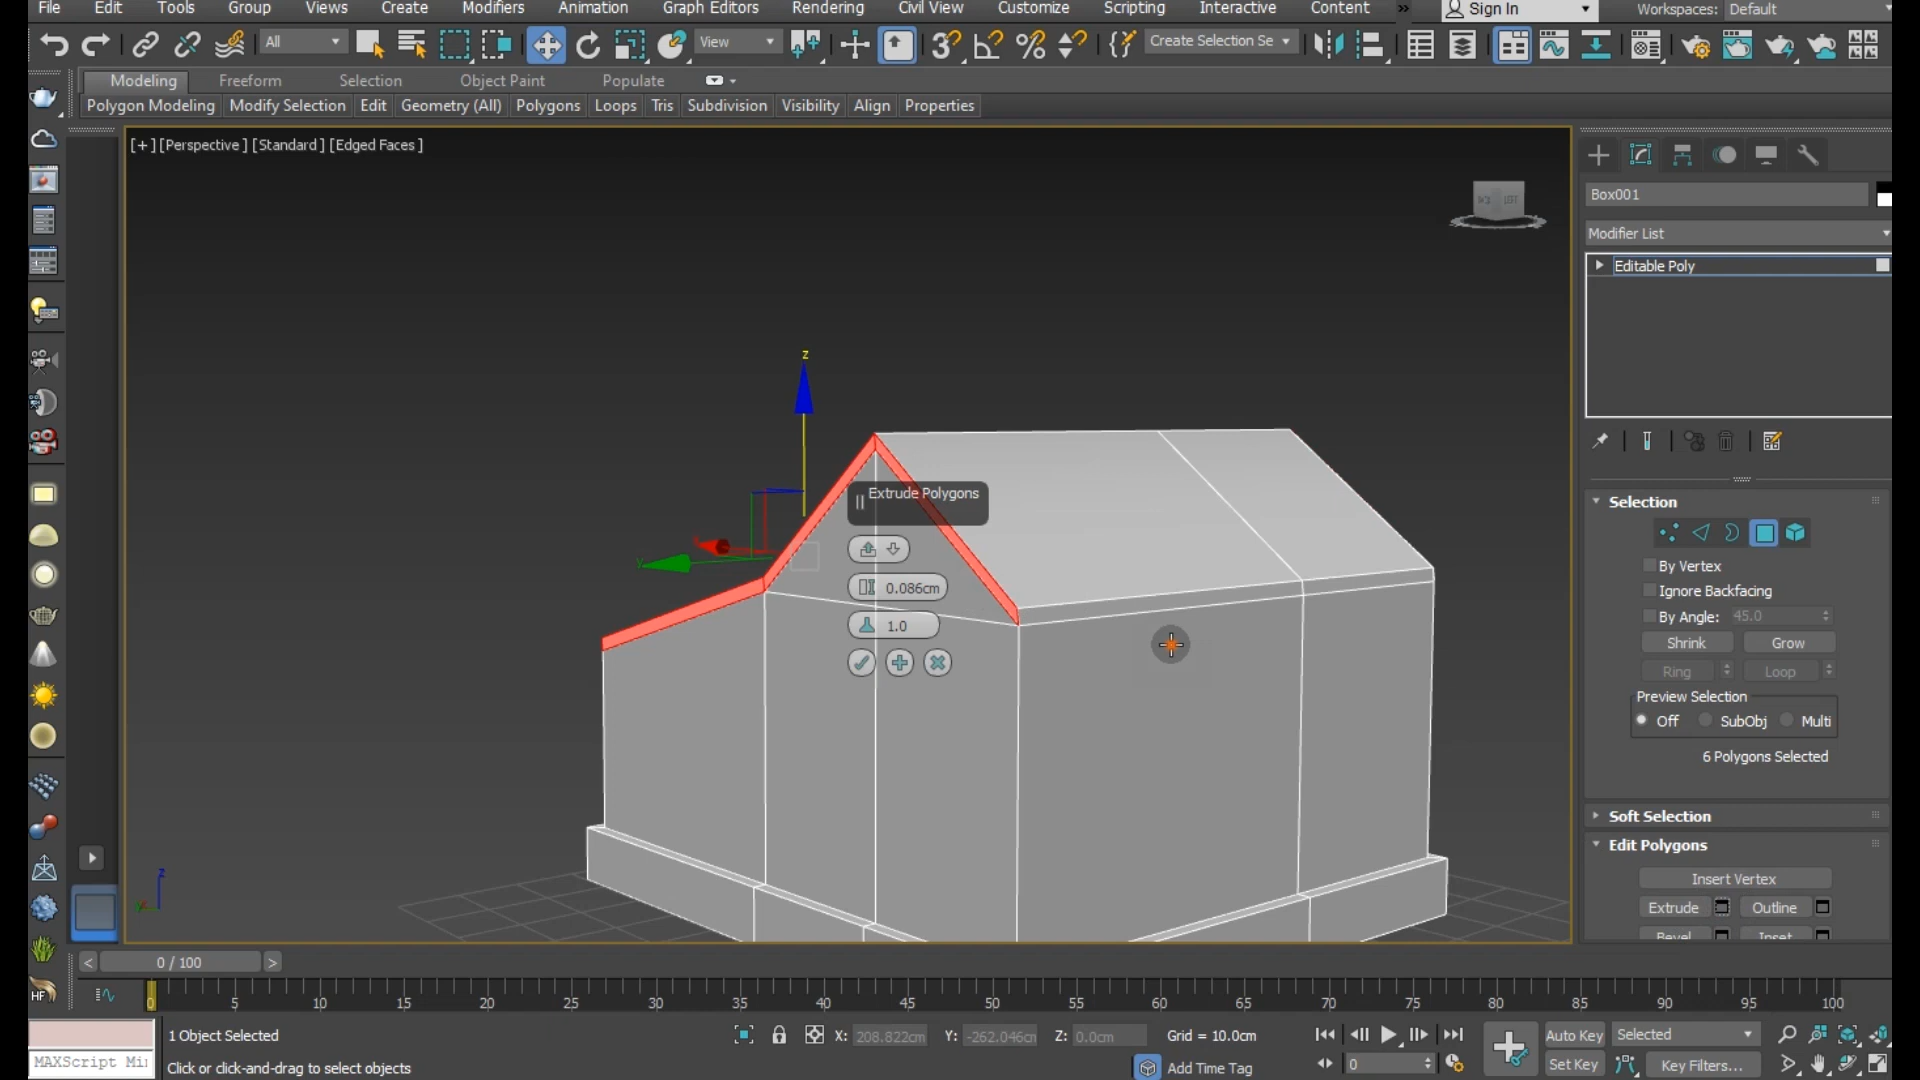 File Edit Tools Group Views Create Modifiers Animation Graph Editors Rendering Civil View Customize Scripting Interactive Content » Sign In Workspaces: Default
All View Create Selection Se
Modeling Freeform Selection Object Paint Populate
Polygon Modeling Modify Selection Edit Geometry (All) Polygons Loops Tris Subdivision Visibility Align Properties
[+] [Perspective] [Standard] [Edged Faces]
LEFT
Box001
Modifier List
Editable Poly
z
Extrude Polygons
0.086cm
1.0
Selection
By Vertex
Ignore Backfacing
By Angle: 45.0
Shrink Grow
Ring Loop
Preview Selection
Off SubObj Multi
6 Polygons Selected
Soft Selection
Edit Polygons
Insert Vertex
Extrude Outline
Bevel Inset
z
HF
< 0 / 100 >
0 5 10 15 20 25 30 35 40 45 50 55 60 65 70 75 80 85 90 95 100
1 Object Selected X: 208.822cm Y: -262.046cm Z: 0.0cm Grid = 10.0cm Auto Key Selected
MAXScript Mi Click or click-and-drag to select objects Add Time Tag 0 Set Key Key Filters...